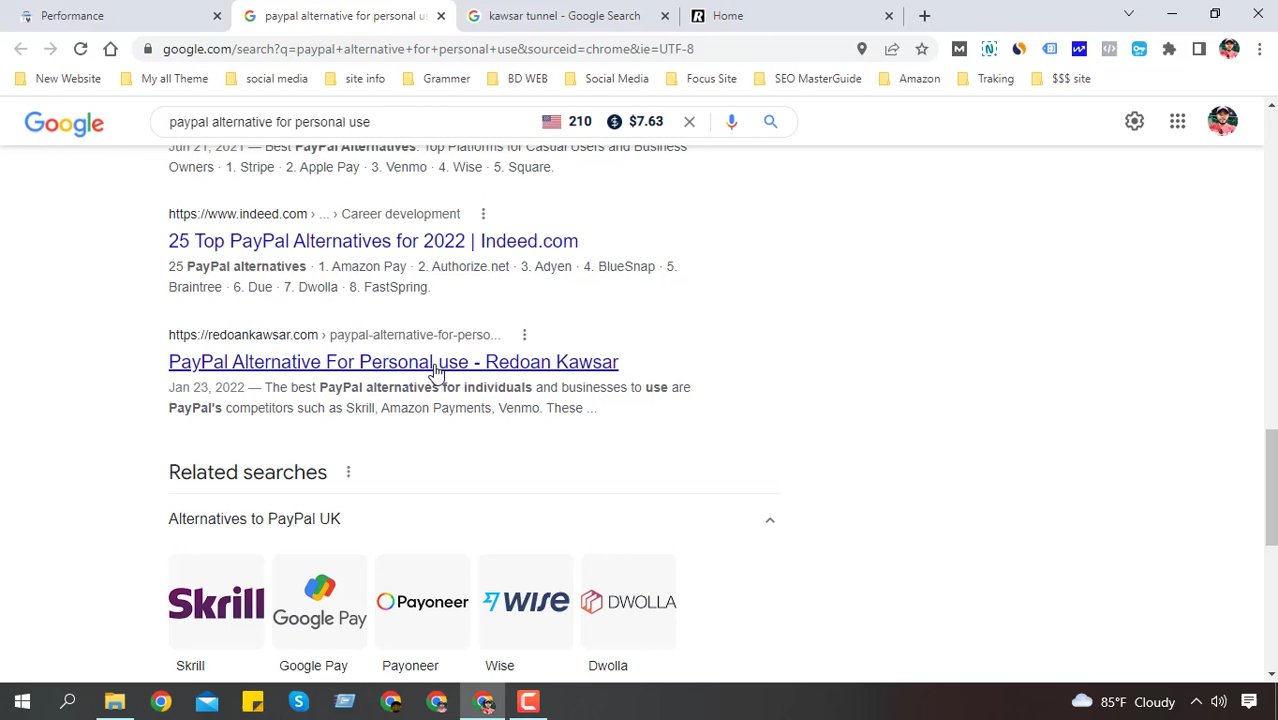 Performance
paypal alternative for personal us
kawsar tunnel - Google Search
Home
google.com/search?q=paypal+alternative+for+personal+use&sourceid=chrome&ie=UTF-8
New Website My all Theme social media site info Grammer BD WEB Social Media Focus Site SEO MasterGuide Amazon Traking $$$ site
Google paypal alternative for personal use 210 $7.63
Jun 21, 2021 — Best PayPal Alternatives: Top Platforms for Casual Users and Business
Owners · 1. Stripe · 2. Apple Pay · 3. Venmo · 4. Wise · 5. Square.
https://www.indeed.com › ... › Career development
25 Top PayPal Alternatives for 2022 | Indeed.com
25 PayPal alternatives · 1. Amazon Pay · 2. Authorize.net · 3. Adyen · 4. BlueSnap · 5.
Braintree · 6. Due · 7. Dwolla · 8. FastSpring.
https://redoankawsar.com › paypal-alternative-for-perso...
PayPal Alternative For Personal use - Redoan Kawsar
Jan 23, 2022 — The best PayPal alternatives for individuals and businesses to use are
PayPal's competitors such as Skrill, Amazon Payments, Venmo. These ...
Related searches
Alternatives to PayPal UK
Skrill Google Pay Payoneer WISE DWOLLA
Skrill Google Pay Payoneer Wise Dwolla
85°F Cloudy